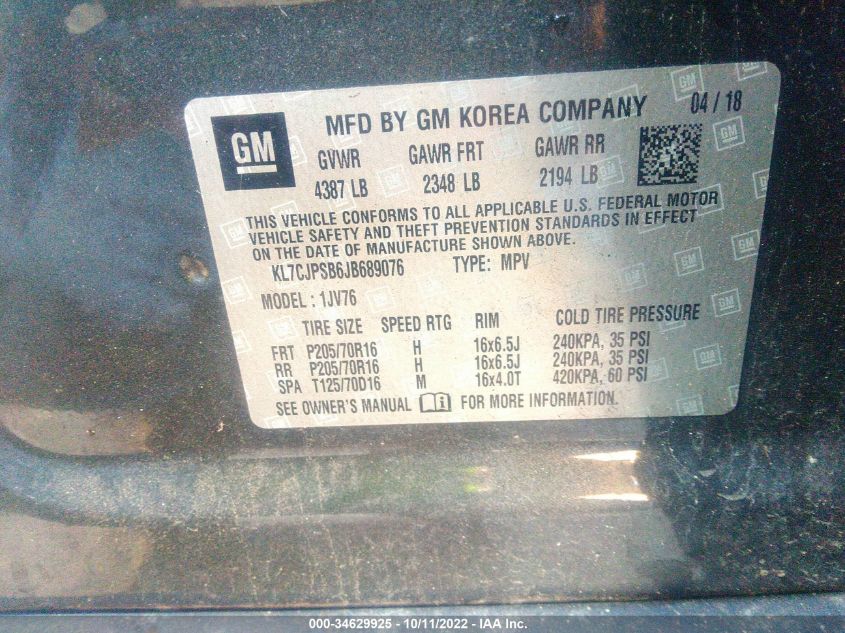 GM
MFD BY GM KOREA COMPANY 04 / 18
GVWR GAWR FRT GAWR RR
4387 LB 2348 LB 2194 LB
THIS VEHICLE CONFORMS TO ALL APPLICABLE U.S. FEDERAL MOTOR
VEHICLE SAFETY AND THEFT PREVENTION STANDARDS IN EFFECT
ON THE DATE OF MANUFACTURE SHOWN ABOVE.
KL7CJPSB6JB689076 TYPE: MPV
MODEL : 1JV76
TIRE SIZE SPEED RTG RIM COLD TIRE PRESSURE
FRT P205/70R16 H 16x6.5J 240KPA, 35 PSI
RR P205/70R16 H 16x6.5J 240KPA, 35 PSI
SPA T125/70D16 M 16x4.0T 420KPA, 60 PSI
SEE OWNER'S MANUAL FOR MORE INFORMATION.
000-34629925 - 10/11/2022 - IAA Inc.